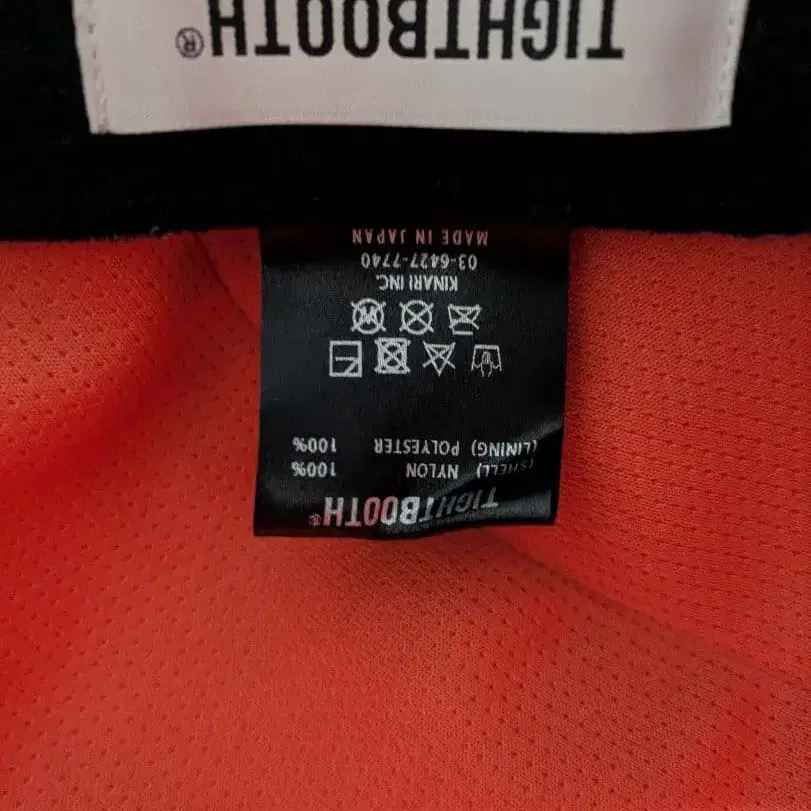 TIGHTBOOTH®
TIGHTBOOTH®
(SHELL) NYLON 100%
(LINING) POLYESTER 100%
KINARI INC.
03-6427-7740
MADE IN JAPAN